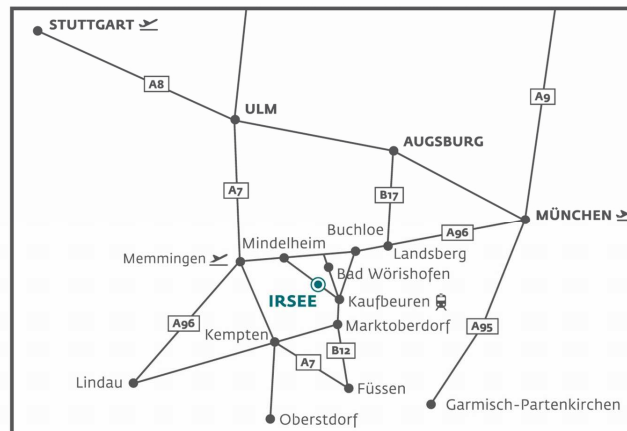 STUTTGART
A8
A9
ULM
AUGSBURG
A7
B17
MÜNCHEN
Buchloe
A96
Mindelheim
Landsberg
Memmingen
Bad Wörishofen
IRSEE
Kaufbeuren
A96
Marktoberdorf
A95
Kempten
B12
A7
Lindau
Füssen
Garmisch-Partenkirchen
Oberstdorf